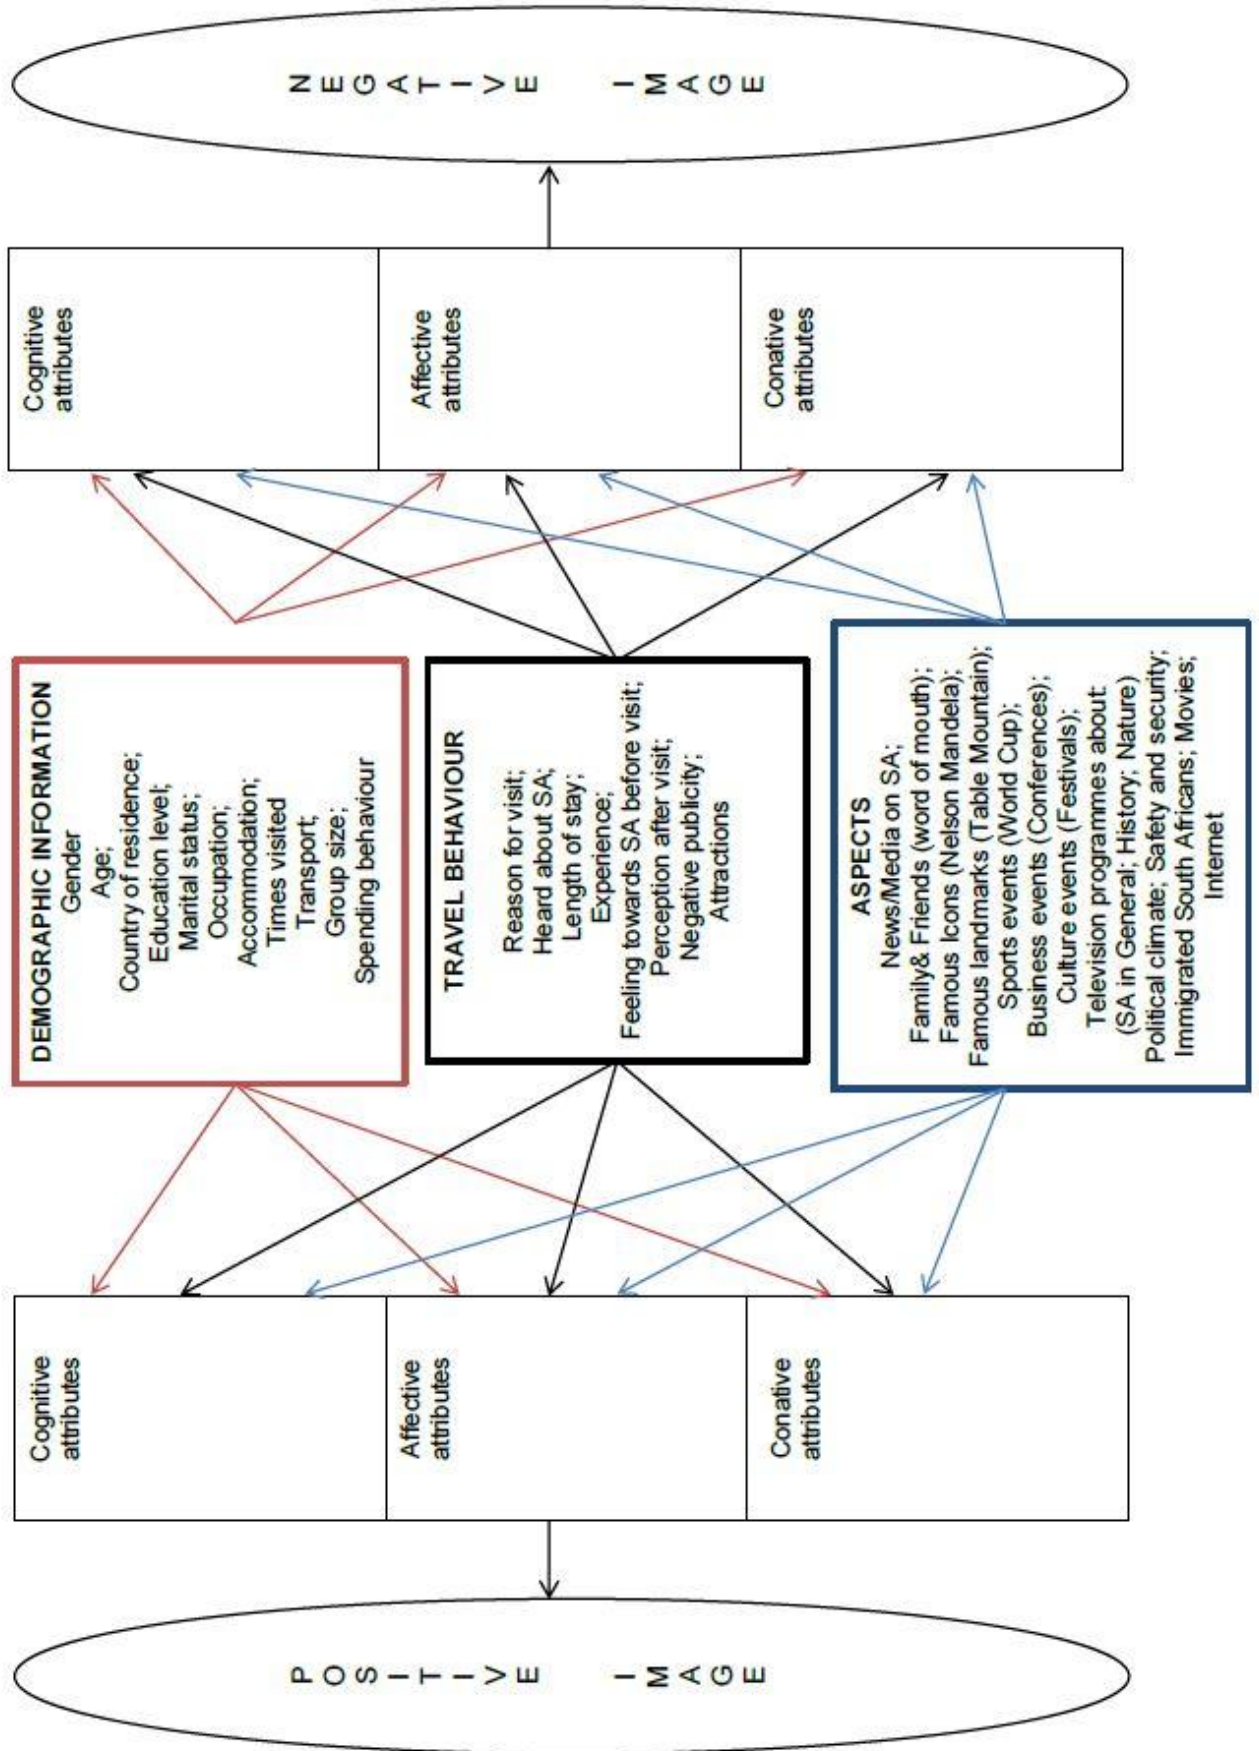 POSITIVE IMAGE
Cognitive
attributes
Affective
attributes
Conative
attributes
DEMOGRAPHIC INFORMATION
Gender
Age;
Country of residence;
Education level;
Marital status;
Occupation;
Accommodation;
Times visited
Transport;
Group size;
Spending behaviour
TRAVEL BEHAVIOUR
Reason for visit;
Heard about SA;
Length of stay;
Experience;
Feeling towards SA before visit;
Perception after visit;
Negative publicity;
Attractions
ASPECTS
News/Media on SA;
Family& Friends (word of mouth);
Famous Icons (Nelson Mandela);
Famous landmarks (Table Mountain);
Sports events (World Cup);
Business events (Conferences);
Culture events (Festivals);
Television programmes about:
(SA in General; History; Nature)
Political climate; Safety and security;
Immigrated South Africans; Movies;
Internet
Cognitive
attributes
Affective
attributes
Conative
attributes
NEGATIVE IMAGE